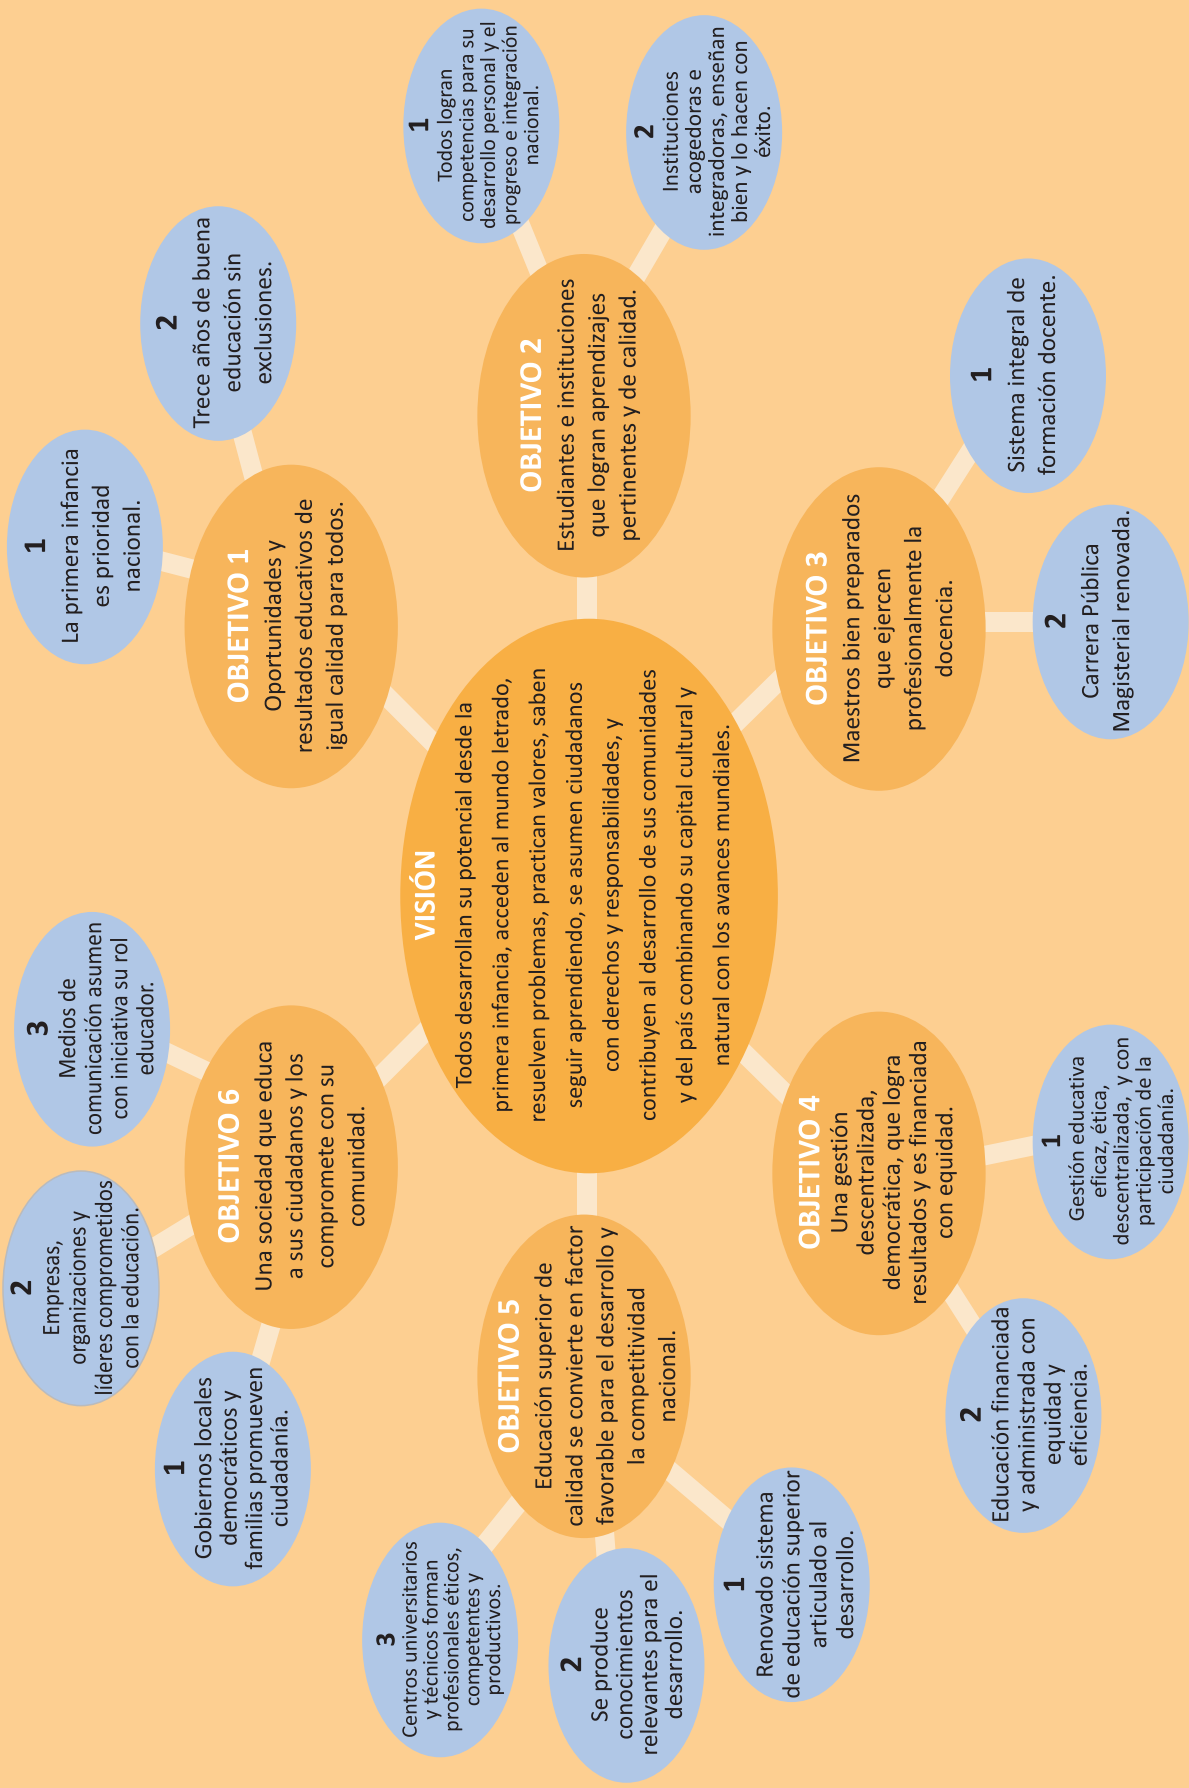 VISIÓN
Todos desarrollan su potencial desde la
primera infancia, acceden al mundo letrado,
resuelven problemas, practican valores, saben
seguir aprendiendo, se asumen ciudadanos
con derechos y responsabilidades, y
contribuyen al desarrollo de sus comunidades
y del país combinando su capital cultural y
natural con los avances mundiales.
OBJETIVO 1
Oportunidades y
resultados educativos de
igual calidad para todos.
1
La primera infancia
es prioridad
nacional.
2
Trece años de buena
educación sin
exclusiones.
OBJETIVO 2
Estudiantes e instituciones
que logran aprendizajes
pertinentes y de calidad.
1
Todos logran
competencias para su
desarrollo personal y el
progreso e integración
nacional.
2
Instituciones
acogedoras e
integradoras, enseñan
bien y lo hacen con
éxito.
OBJETIVO 3
Maestros bien preparados
que ejercen
profesionalmente la
docencia.
1
Sistema integral de
formación docente.
2
Carrera Pública
Magisterial renovada.
OBJETIVO 4
Una gestión
descentralizada,
democrática, que logra
resultados y es financiada
con equidad.
1
Gestión educativa
eficaz, ética,
descentralizada, y con
participación de la
ciudadanía.
2
Educación financiada
y administrada con
equidad y
eficiencia.
OBJETIVO 5
Educación superior de
calidad se convierte en factor
favorable para el desarrollo y
la competitividad
nacional.
1
Renovado sistema
de educación superior
articulado al
desarrollo.
2
Se produce
conocimientos
relevantes para el
desarrollo.
3
Centros universitarios
y técnicos forman
profesionales éticos,
competentes y
productivos.
OBJETIVO 6
Una sociedad que educa
a sus ciudadanos y los
compromete con su
comunidad.
1
Gobiernos locales
democráticos y
familias promueven
ciudadanía.
2
Empresas,
organizaciones y
líderes comprometidos
con la educación.
3
Medios de
comunicación asumen
con iniciativa su rol
educador.